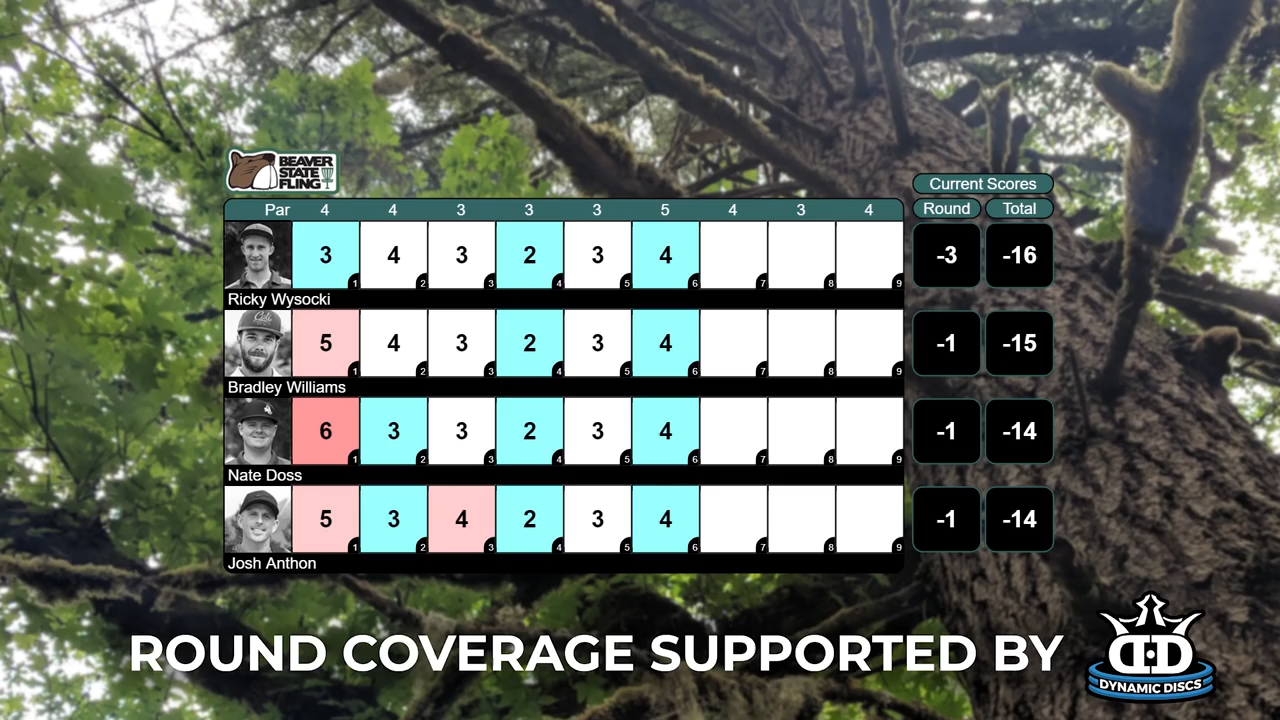 BEAVER
STATE
FLING
Current Scores
Par 4 4 3 3 3 5 4 3 4 Round Total
3 4 3 2 3 4 -3 -16
1 2 3 4 5 6 7 8 9
Ricky Wysocki
5 4 3 2 3 4 -1 -15
1 2 3 4 5 6 7 8 9
Bradley Williams
6 3 3 2 3 4 -1 -14
1 2 3 4 5 6 7 8 9
Nate Doss
5 3 4 2 3 4 -1 -14
1 2 3 4 5 6 7 8 9
Josh Anthon
ROUND COVERAGE SUPPORTED BY
DD
DYNAMIC DISCS